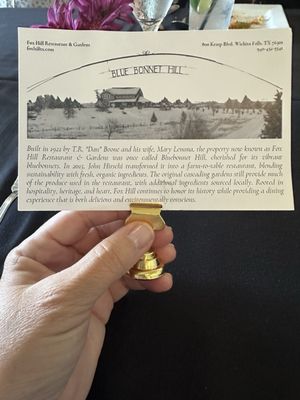 Fox Hill Restaurant & Gardens
foxhilltx.com
800 Kemp Blvd. Wichita Falls, TX
BLUE BONNET HILL
Built in 1922 by T.R. "Dan" Boone and his wife, Mary Lenona, the property now known as Fox
Hill Restaurant & Gardens was once called Bluebonnet Hill, cherished for its vibrant
bluebonnets. In 2015, John Hirschi transformed it into a farm-to-table restaurant, blending
sustainability with fresh, organic ingredients. The original cascading gardens still provide much
of the produce used in the restaurant, with additional ingredients sourced locally. Rooted in
hospitality, heritage, and heart, Fox Hill continues to honor its history while providing a dining
experience that is both delicious and environmentally conscious.